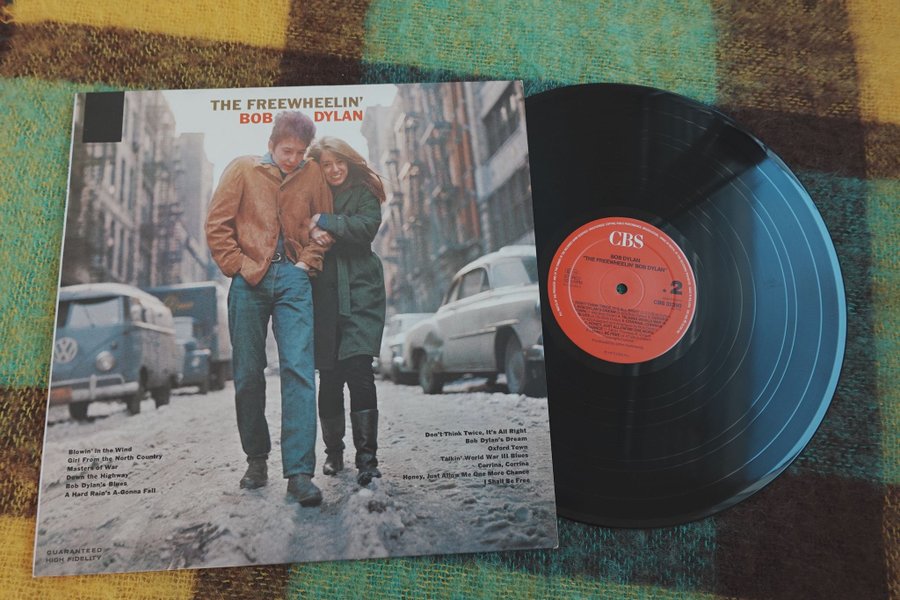 THE FREEWHEELIN'
BOB DYLAN
Blowin' in the Wind
Girl From the North Country
Masters of War
Down the Highway
Bob Dylan's Blues
A Hard Rain's A-Gonna Fall
Don't Think Twice, It's All Right
Bob Dylan's Dream
Oxford Town
Talkin' World War III Blues
Corrina, Corrina
Honey, Just Allow Me One More Chance
I Shall Be Free
GUARANTEED
HIGH FIDELITY
CBS
BOB DYLAN
"THE FREEWHEELIN' BOB DYLAN"
2